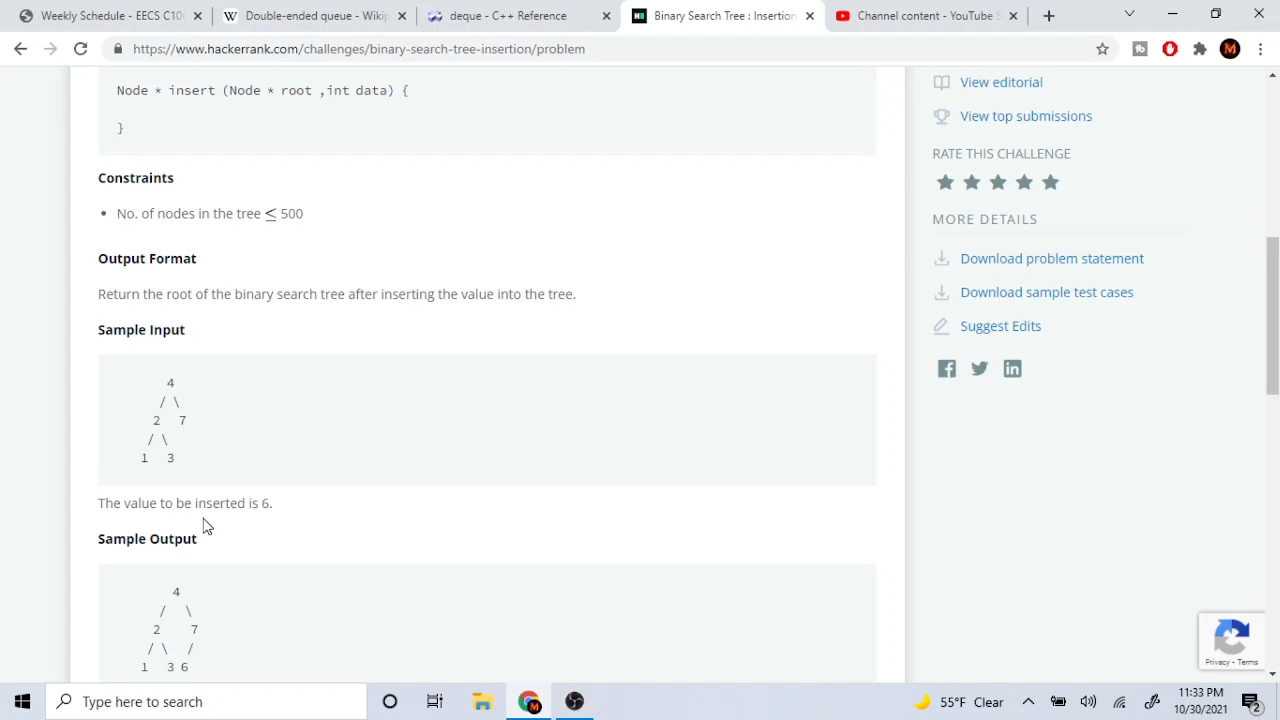 Weekly Schedule - EECS C10
Double-ended queue - Wikip
deque - C++ Reference
Binary Search Tree : Insertion
Channel content - YouTube S
https://www.hackerrank.com/challenges/binary-search-tree-insertion/problem
Node * insert (Node * root ,int data) {
}
Constraints
• No. of nodes in the tree ≤ 500
Output Format
Return the root of the binary search tree after inserting the value into the tree.
Sample Input
4
/ \
2 7
/ \
1 3
The value to be inserted is 6.
Sample Output
4
/ \
2 7
/ \ /
1 3 6
View editorial
View top submissions
RATE THIS CHALLENGE
MORE DETAILS
Download problem statement
Download sample test cases
Suggest Edits
Privacy - Terms
Type here to search
55°F Clear
11:33 PM
10/30/2021
2